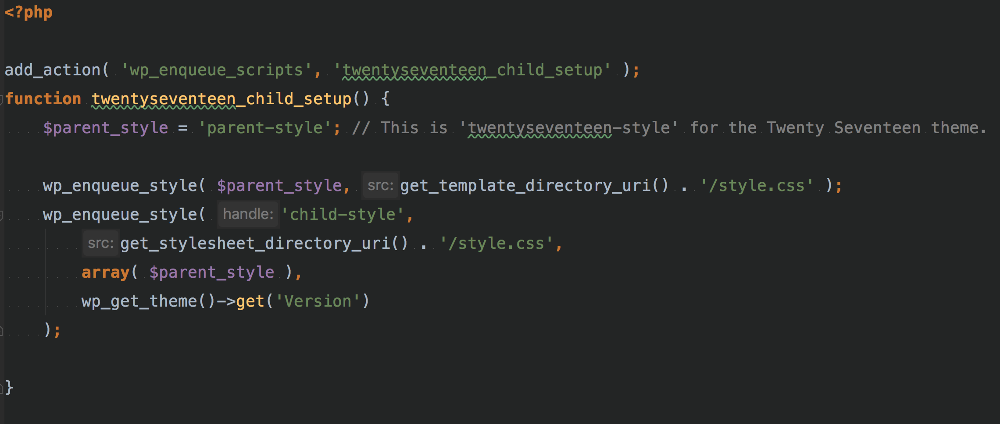 <?php
add_action( 'wp_enqueue_scripts', 'twentyseventeen_child_setup' );
function twentyseventeen_child_setup() {
    $parent_style = 'parent-style'; // This is 'twentyseventeen-style' for the Twenty Seventeen theme.
    wp_enqueue_style( $parent_style, src: get_template_directory_uri() . '/style.css' );
    wp_enqueue_style( handle: 'child-style',
        src: get_stylesheet_directory_uri() . '/style.css',
        array( $parent_style ),
        wp_get_theme()->get('Version')
    );
}